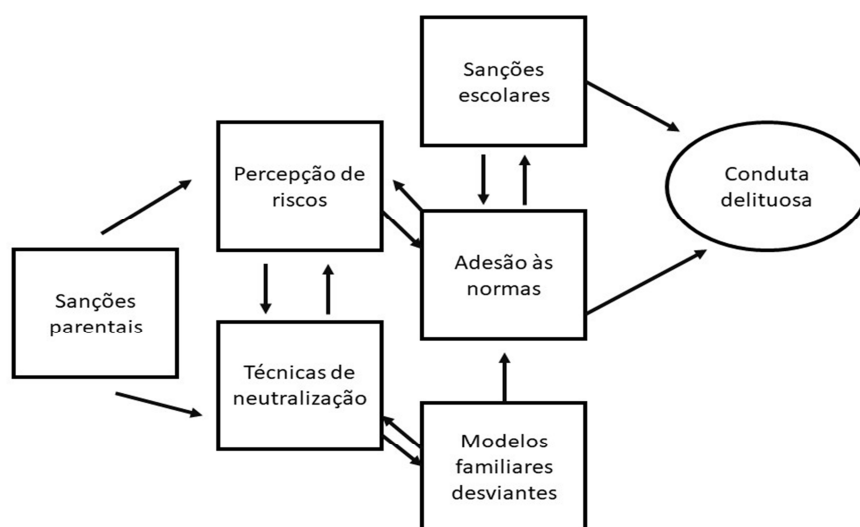 Sanções
escolares
Percepção de
riscos
Conduta
delituosa
Adesão às
normas
Sanções
parentais
Técnicas de
neutralização
Modelos
familiares
desviantes